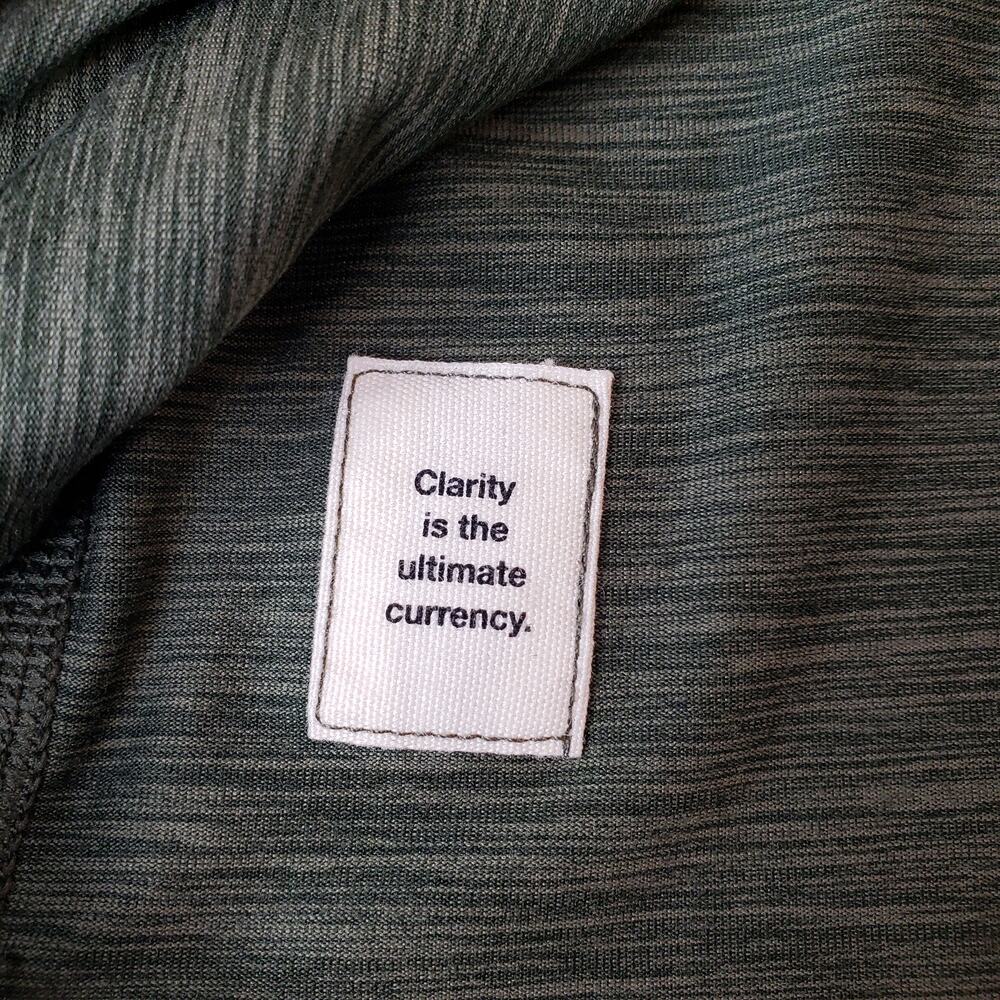 Clarity
is the
ultimate
currency.